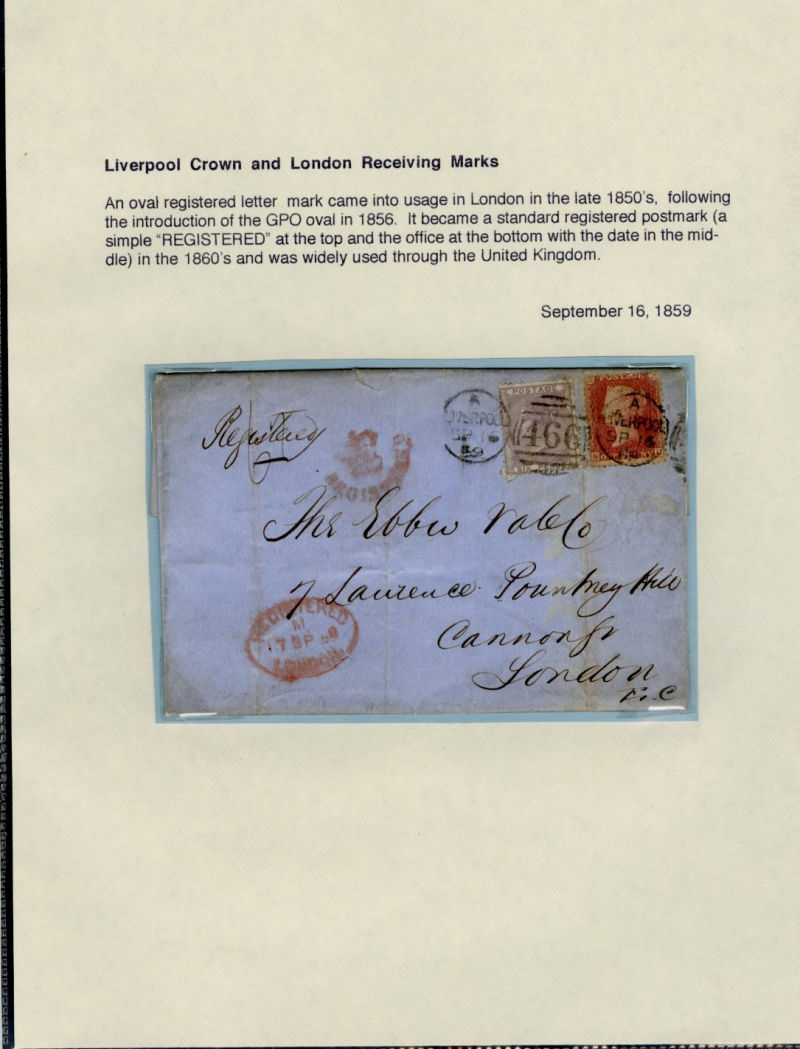 Liverpool Crown and London Receiving Marks
An oval registered letter mark came into usage in London in the late 1850's, following
the introduction of the GPO oval in 1856. It became a standard registered postmark (a
simple “REGISTERED” at the top and the office at the bottom with the date in the mid-
dle) in the 1860's and was widely used through the United Kingdom.
September 16, 1859
A
LIVERPOOL
SP 16
59
POSTAGE
466
SIX PENCE
POSTAGE
A
LIVERPOOL
SP 16
Registered
REGISTERED
The Ebbw Vale Co
7 Laurence Pountney Hill
REGISTERED
M
17 SP 59
LONDON
Cannon St
London
E.C